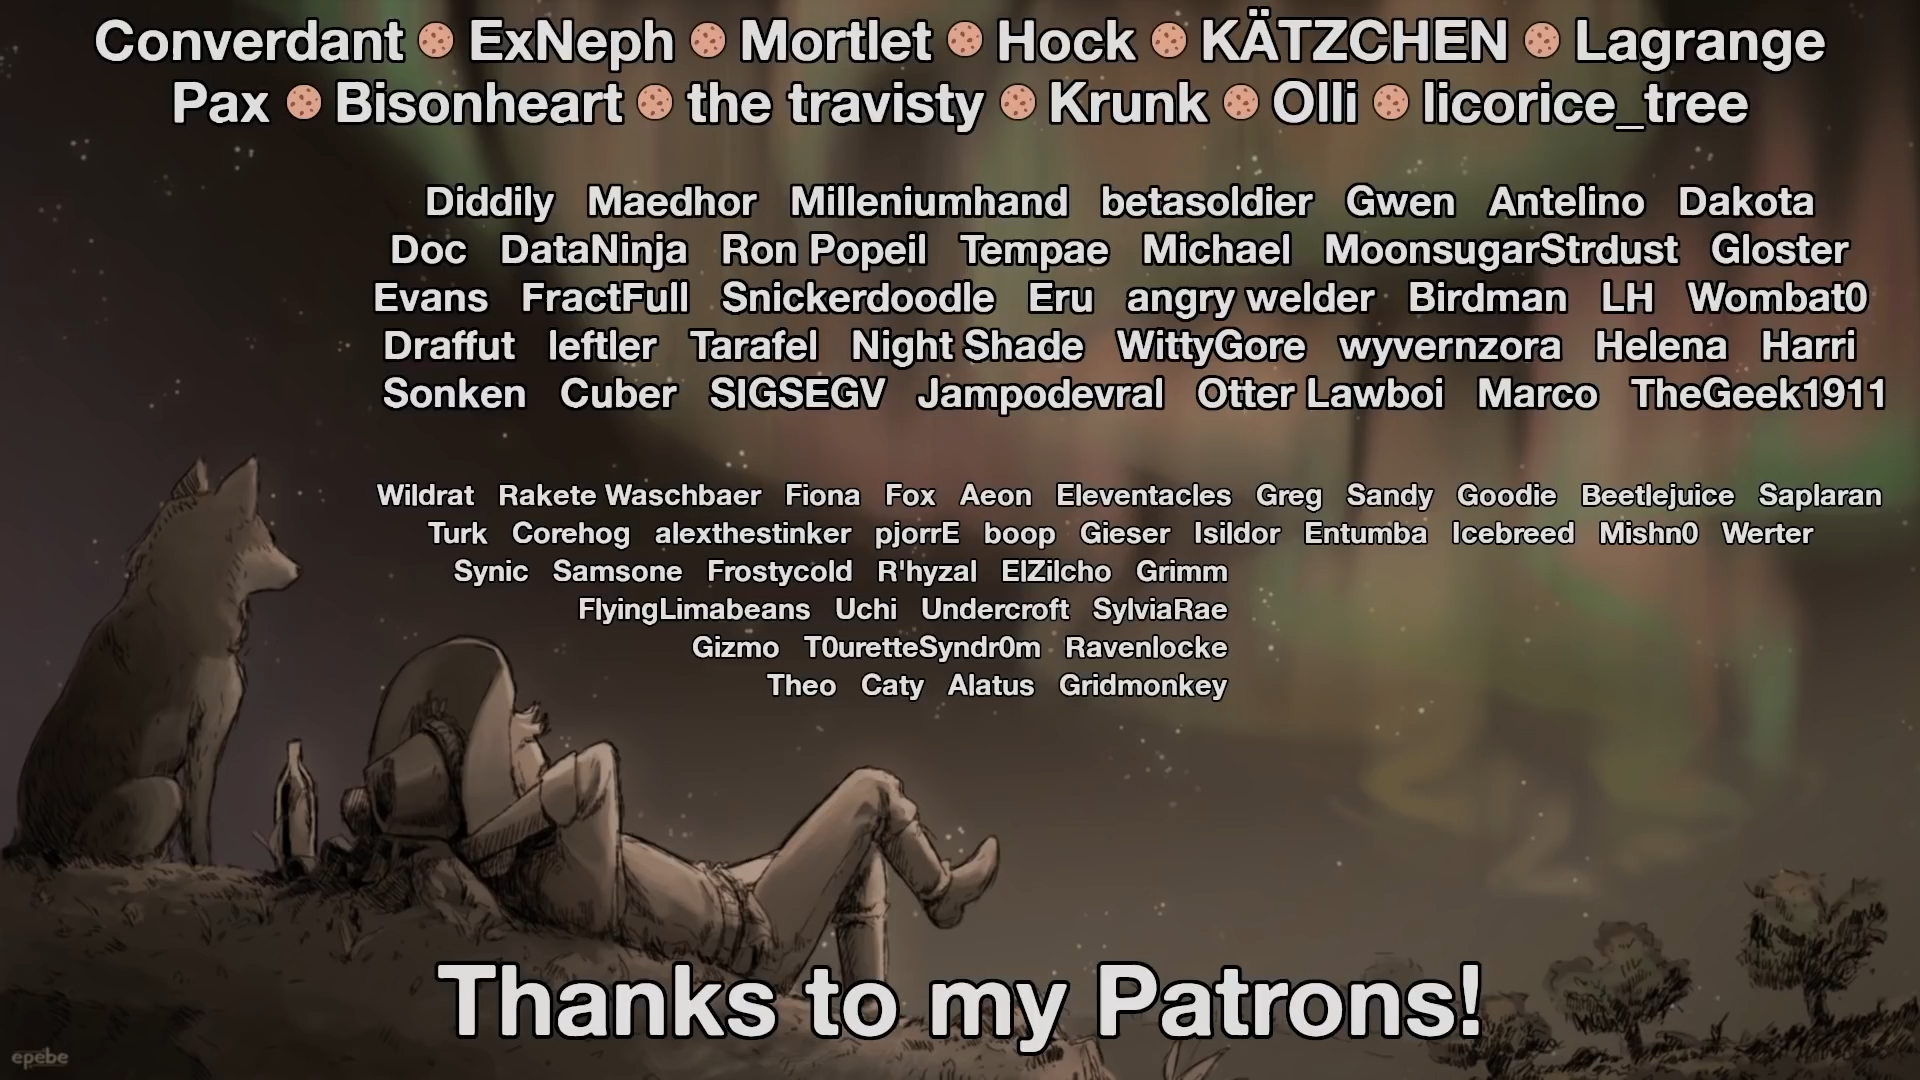 Converdant ExNeph Mortlet Hock KÄTZCHEN Lagrange
Pax Bisonheart the travisty Krunk Olli licorice_tree
Diddily Maedhor Milleniumhand betasoldier Gwen Antelino Dakota
Doc DataNinja Ron Popeil Tempae Michael MoonsugarStrdust Gloster
Evans FractFull Snickerdoodle Eru angry welder Birdman LH Wombat0
Draffut leftler Tarafel Night Shade WittyGore wyvernzora Helena Harri
Sonken Cuber SIGSEGV Jampodevral Otter Lawboi Marco TheGeek1911
Wildrat Rakete Waschbaer Fiona Fox Aeon Eleventacles Greg Sandy Goodie Beetlejuice Saplaran
Turk Corehog alexthestinker pjorrE boop Gieser Isildor Entumba Icebreed Mishn0 Werter
Synic Samsone Frostycold R'hyzal ElZilcho Grimm
FlyingLimabeans Uchi Undercroft SylviaRae
Gizmo T0uretteSyndr0m Ravenlocke
Theo Caty Alatus Gridmonkey
Thanks to my Patrons!
epebe